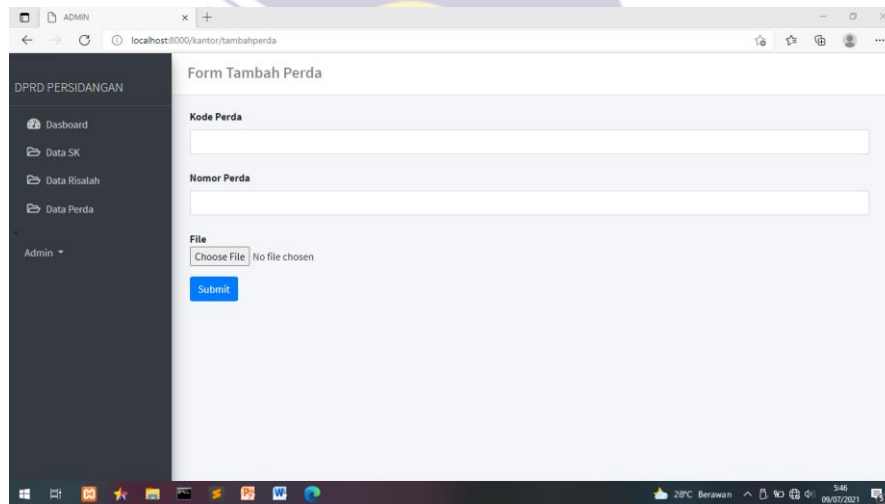 ADMIN
localhost:8000/kantor/tambahperda
DPRD PERSIDANGAN
Form Tambah Perda
Dasboard
Data SK
Data Risalah
Data Perda
Admin
Kode Perda
Nomor Perda
File
Choose File No file chosen
Submit
28°C Berawan
5:46
09/07/2021